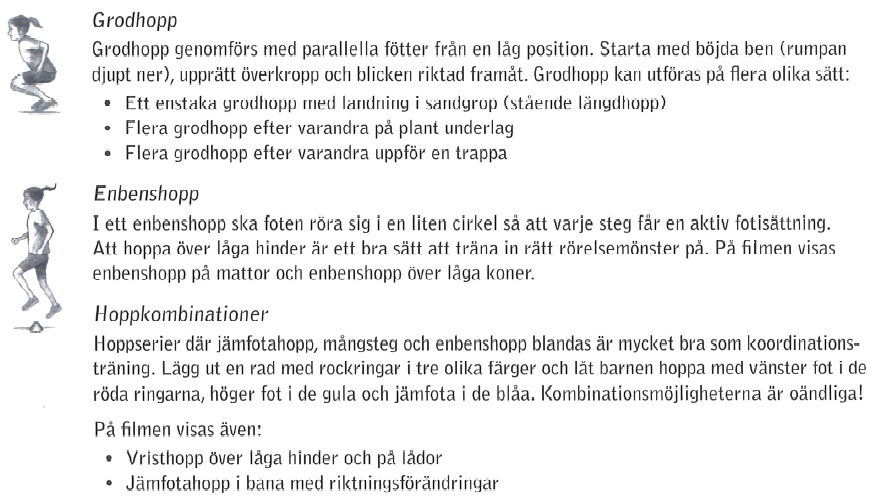 Grodhopp
Grodhopp genomförs med parallella fötter från en låg position. Starta med böjda ben (rumpan
djupt ner), upprätt överkropp och blicken riktad framåt. Grodhopp kan utföras på flera olika sätt:
• Ett enstaka grodhopp med landning i sandgrop (stående längdhopp)
• Flera grodhopp efter varandra på plant underlag
• Flera grodhopp efter varandra uppför en trappa
Enbenshopp
I ett enbenshopp ska foten röra sig i en liten cirkel så att varje steg får en aktiv fotisättning.
Att hoppa över låga hinder är ett bra sätt att träna in rätt rörelsemönster på. På filmen visas
enbenshopp på mattor och enbenshopp över låga koner.
Hoppkombinationer
Hoppserier där jämfotahopp, mångsteg och enbenshopp blandas är mycket bra som koordinations-
träning. Lägg ut en rad med rockringar i tre olika färger och låt barnen hoppa med vänster fot i de
röda ringarna, höger fot i de gula och jämfota i de blåa. Kombinationsmöjligheterna är oändliga!
På filmen visas även:
• Vristhopp över låga hinder och på lådor
• Jämfotahopp i bana med riktningsförändringar